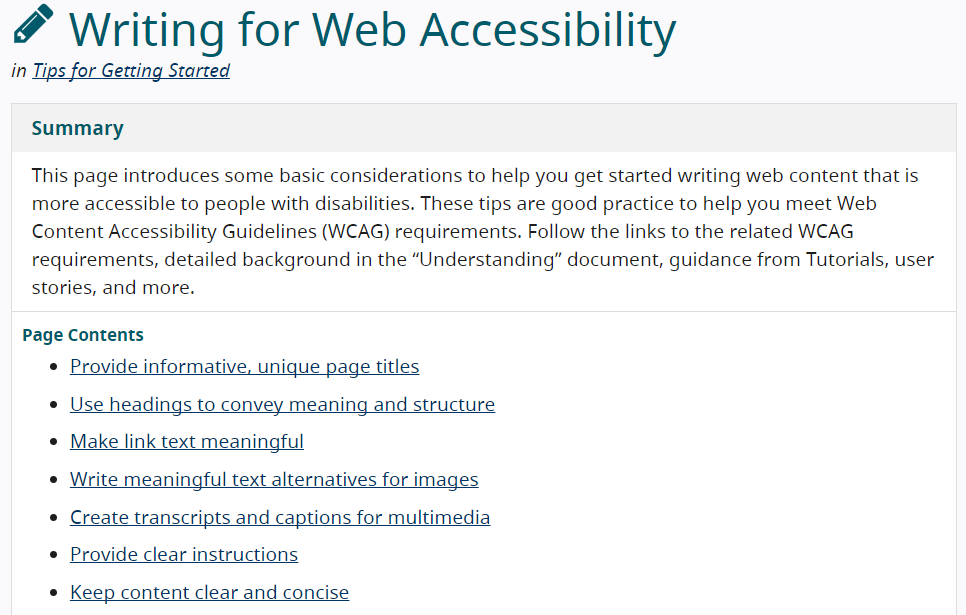 Writing for Web Accessibility
in Tips for Getting Started
Summary
This page introduces some basic considerations to help you get started writing web content that is
more accessible to people with disabilities. These tips are good practice to help you meet Web
Content Accessibility Guidelines (WCAG) requirements. Follow the links to the related WCAG
requirements, detailed background in the “Understanding” document, guidance from Tutorials, user
stories, and more.
Page Contents
• Provide informative, unique page titles
• Use headings to convey meaning and structure
• Make link text meaningful
• Write meaningful text alternatives for images
• Create transcripts and captions for multimedia
• Provide clear instructions
• Keep content clear and concise